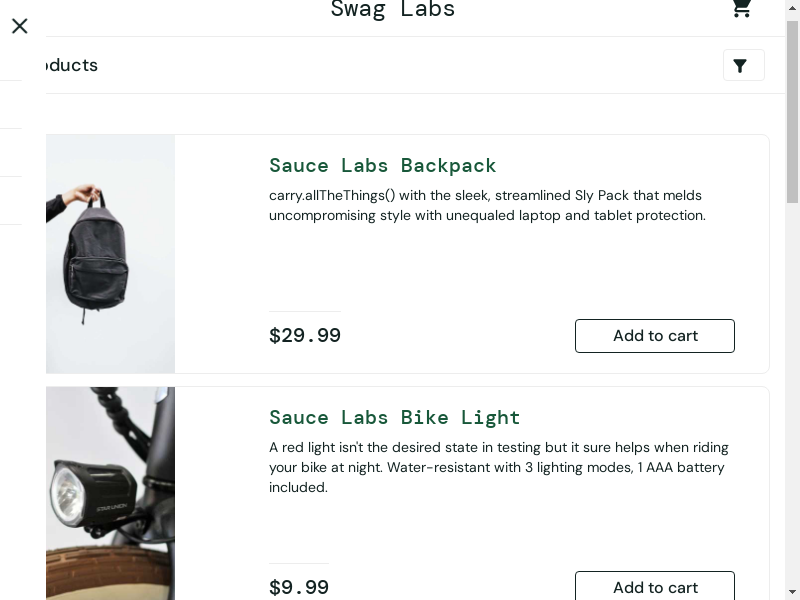 Swag Labs
oducts
Sauce Labs Backpack
carry.allTheThings() with the sleek, streamlined Sly Pack that melds
uncompromising style with unequaled laptop and tablet protection.
$29.99
Add to cart
Sauce Labs Bike Light
A red light isn't the desired state in testing but it sure helps when riding
your bike at night. Water-resistant with 3 lighting modes, 1 AAA battery
included.
$9.99
Add to cart